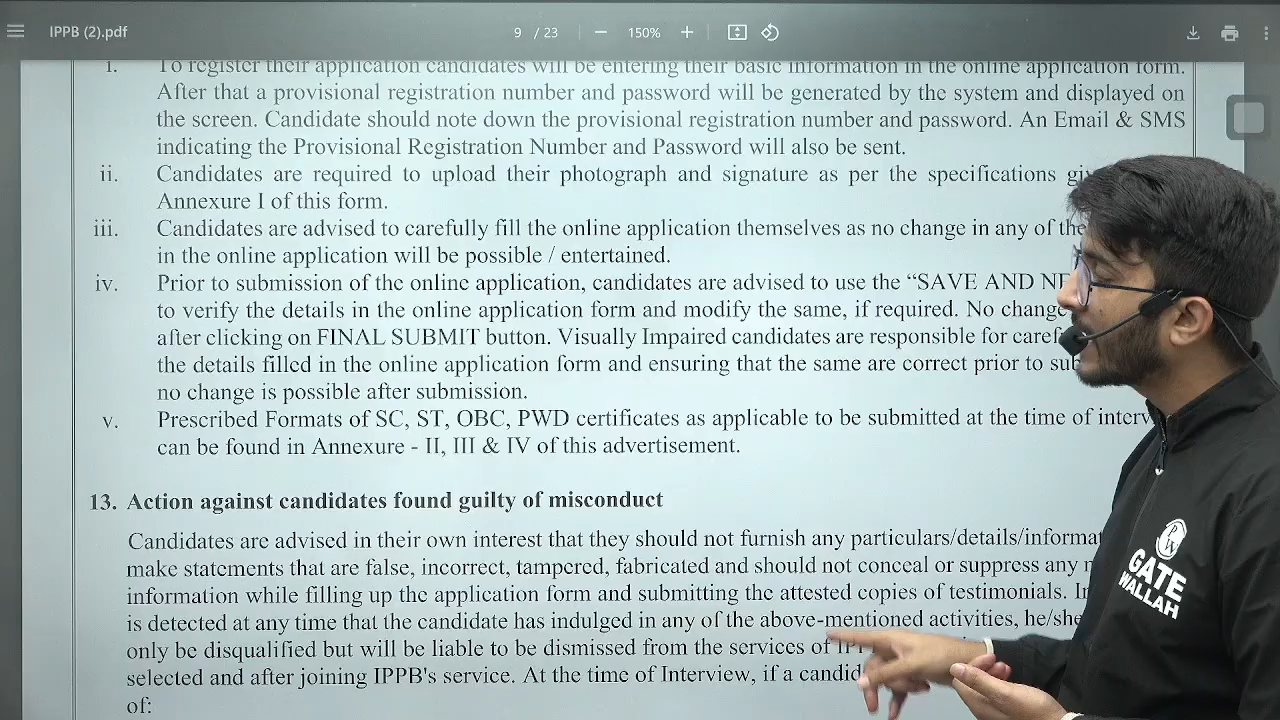 IPPB (2).pdf
9 / 23
150%
i. To register their application candidates will be entering their basic information in the online application form.
After that a provisional registration number and password will be generated by the system and displayed on
the screen. Candidate should note down the provisional registration number and password. An Email & SMS
indicating the Provisional Registration Number and Password will also be sent.
ii. Candidates are required to upload their photograph and signature as per the specifications
Annexure I of this form.
iii. Candidates are advised to carefully fill the online application themselves as no change in any of the
in the online application will be possible / entertained.
iv. Prior to submission of the online application, candidates are advised to use the “SAVE AND
to verify the details in the online application form and modify the same, if required. No change
after clicking on FINAL SUBMIT button. Visually Impaired candidates are responsible for
the details filled in the online application form and ensuring that the same are correct prior to
no change is possible after submission.
v. Prescribed Formats of SC, ST, OBC, PWD certificates as applicable to be submitted at the time of
can be found in Annexure - II, III & IV of this advertisement.
13. Action against candidates found guilty of misconduct
Candidates are advised in their own interest that they should not furnish any
make statements that are false, incorrect, tampered, fabricated and should not conceal or suppress any
information while filling up the application form and submitting the attested copies of testimonials.
is detected at any time that the candidate has indulged in any of the above-mentioned activities, he/she
only be disqualified but will be liable to be dismissed from the services of
selected and after joining IPPB's service. At the time of Interview, if a
of:
GATE
WALLAH